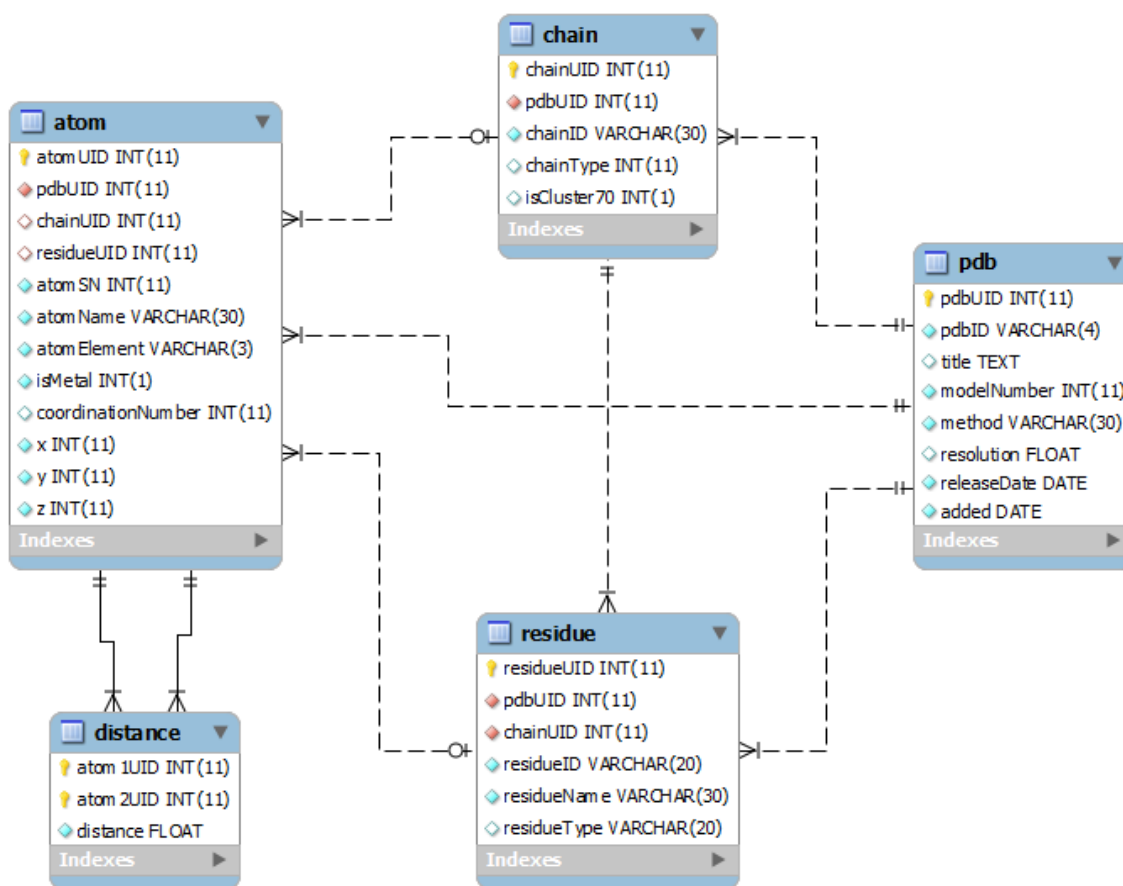 chain
chainUID INT(11)
pdbUID INT(11)
chainID VARCHAR(30)
chainType INT(11)
isCluster70 INT(1)
Indexes
atom
atomUID INT(11)
pdbUID INT(11)
chainUID INT(11)
residueUID INT(11)
atomSN INT(11)
atomName VARCHAR(30)
atomElement VARCHAR(3)
isMetal INT(1)
coordinationNumber INT(11)
x INT(11)
y INT(11)
z INT(11)
Indexes
pdb
pdbUID INT(11)
pdbID VARCHAR(4)
title TEXT
modelNumber INT(11)
method VARCHAR(30)
resolution FLOAT
releaseDate DATE
added DATE
Indexes
residue
residueUID INT(11)
pdbUID INT(11)
chainUID INT(11)
residueID VARCHAR(20)
residueName VARCHAR(30)
residueType VARCHAR(20)
Indexes
distance
atom1UID INT(11)
atom2UID INT(11)
distance FLOAT
Indexes